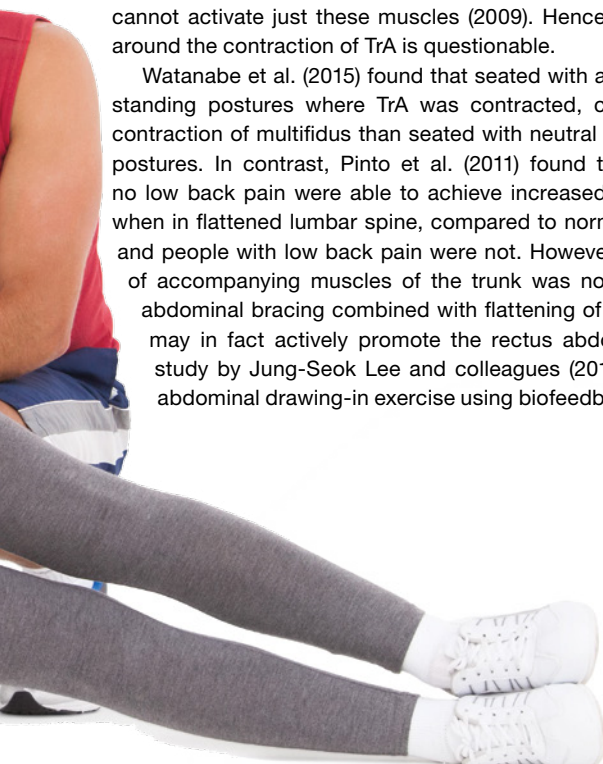 cannot activate just these muscles (2009). Hence
around the contraction of TrA is questionable.
Watanabe et al. (2015) found that seated with a
standing postures where TrA was contracted, c
contraction of multifidus than seated with neutral
postures. In contrast, Pinto et al. (2011) found t
no low back pain were able to achieve increased
when in flattened lumbar spine, compared to norr
and people with low back pain were not. Howeve
of accompanying muscles of the trunk was no
abdominal bracing combined with flattening of
may in fact actively promote the rectus abd
study by Jung-Seok Lee and colleagues (201
abdominal drawing-in exercise using biofeedb